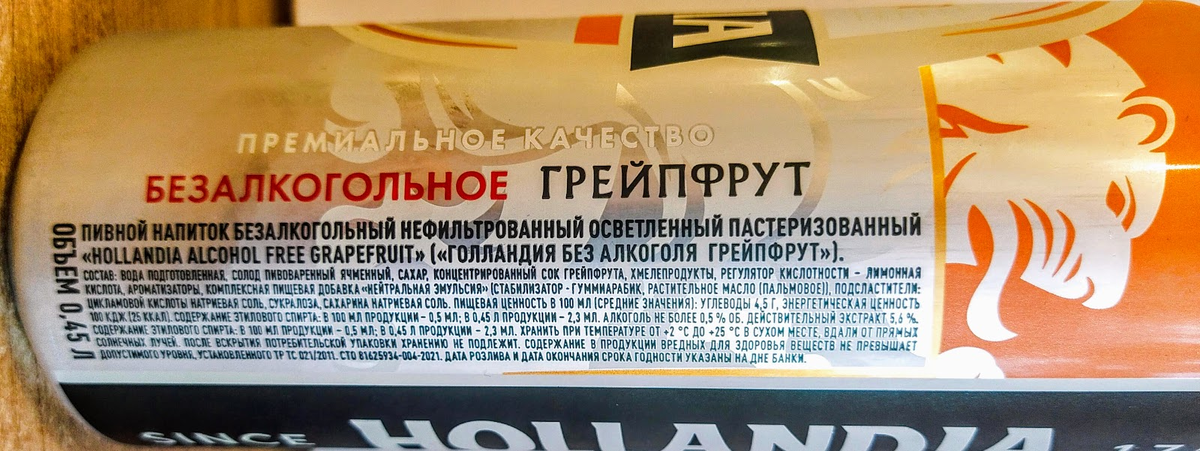 ПРЕМИАЛЬНОЕ КАЧЕСТВО
БЕЗАЛКОГОЛЬНОЕ ГРЕЙПФРУТ
ПИВНОЙ НАПИТОК БЕЗАЛКОГОЛЬНЫЙ НЕФИЛЬТРОВАННЫЙ ОСВЕТЛЕННЫЙ ПАСТЕРИЗОВАННЫЙ
«HOLLANDIA ALCOHOL FREE GRAPEFRUIT» («ГОЛЛАНДИЯ БЕЗ АЛКОГОЛЯ ГРЕЙПФРУТ»).
СОСТАВ: ВОДА ПОДГОТОВЛЕННАЯ, СОЛОД ПИВОВАРЕННЫЙ ЯЧМЕННЫЙ, САХАР, КОНЦЕНТРИРОВАННЫЙ СОК ГРЕЙПФРУТА, ХМЕЛЕПРОДУКТЫ, РЕГУЛЯТОР КИСЛОТНОСТИ – ЛИМОННАЯ
КИСЛОТА, АРОМАТИЗАТОРЫ, КОМПЛЕКСНАЯ ПИЩЕВАЯ ДОБАВКА «НЕЙТРАЛЬНАЯ ЭМУЛЬСИЯ» (СТАБИЛИЗАТОР - ГУММИАРАБИК, РАСТИТЕЛЬНОЕ МАСЛО (ПАЛЬМОВОЕ)), ПОДСЛАСТИТЕЛИ:
ЦИКЛАМОВОЙ КИСЛОТЫ НАТРИЕВАЯ СОЛЬ, СУКРАЛОЗА, САХАРИНА НАТРИЕВАЯ СОЛЬ. ПИЩЕВАЯ ЦЕННОСТЬ В 100 МЛ (СРЕДНИЕ ЗНАЧЕНИЯ): УГЛЕВОДЫ 4,5 Г, ЭНЕРГЕТИЧЕСКАЯ ЦЕННОСТЬ
100 КДЖ (25 ККАЛ). СОДЕРЖАНИЕ ЭТИЛОВОГО СПИРТА: В 100 МЛ ПРОДУКЦИИ – 0,5 МЛ; В 0,45 Л ПРОДУКЦИИ – 2,3 МЛ. АЛКОГОЛЬ НЕ БОЛЕЕ 0,5 % ОБ. ДЕЙСТВИТЕЛЬНЫЙ ЭКСТРАКТ 5,6 %.
СОДЕРЖАНИЕ ЭТИЛОВОГО СПИРТА: В 100 МЛ ПРОДУКЦИИ - 0,5 МЛ; В 0,45 Л ПРОДУКЦИИ – 2,3 МЛ. ХРАНИТЬ ПРИ ТЕМПЕРАТУРЕ ОТ +2 °С ДО +25 °С В СУХОМ МЕСТЕ, ВДАЛИ ОТ ПРЯМЫХ
СОЛНЕЧНЫХ ЛУЧЕЙ. ПОСЛЕ ВСКРЫТИЯ ПОТРЕБИТЕЛЬСКОЙ УПАКОВКИ ХРАНЕНИЮ НЕ ПОДЛЕЖИТ. СОДЕРЖАНИЕ В ПРОДУКЦИИ ВРЕДНЫХ ДЛЯ ЗДОРОВЬЯ ВЕЩЕСТВ НЕ ПРЕВЫШАЕТ
ДОПУСТИМОГО УРОВНЯ, УСТАНОВЛЕННОГО ТР ТС 021/2011. СТО 81625934-004-2021. ДАТА РОЗЛИВА И ДАТА ОКОНЧАНИЯ СРОКА ГОДНОСТИ УКАЗАНЫ НА ДНЕ БАНКИ.
ОБЪЕМ 0,45 Л
SINCE HOLLANDIA